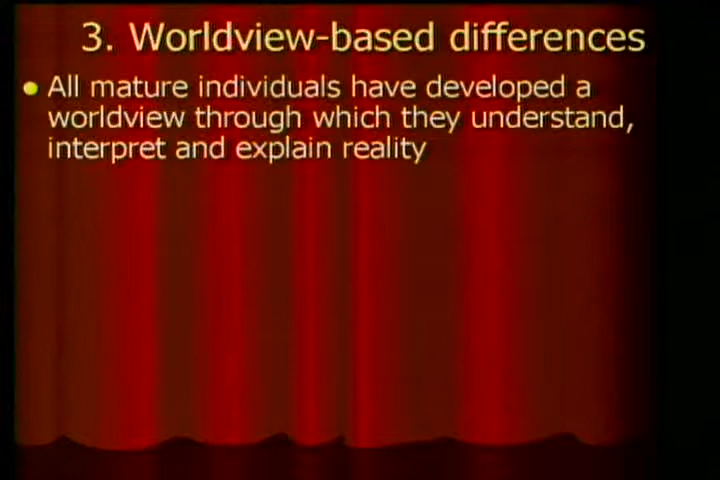 3. Worldview-based differences
All mature individuals have developed a
worldview through which they understand,
interpret and explain reality